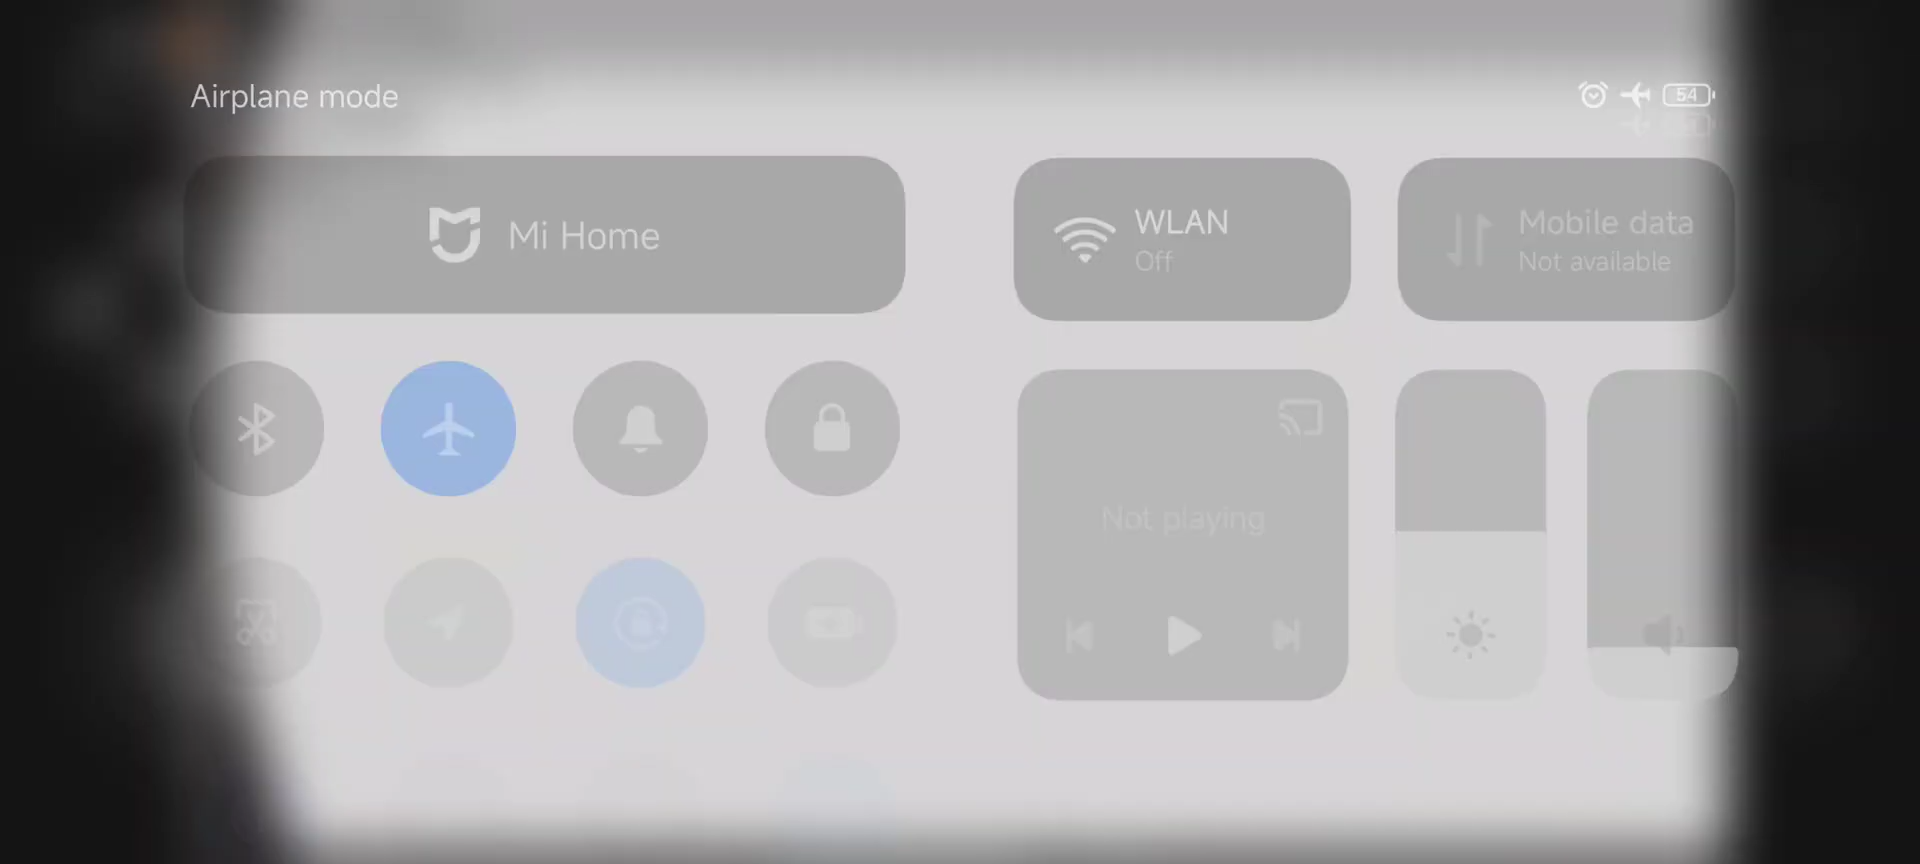 Airplane mode
54
Mi Home
WLAN
Off
Mobile data
Not available
Not playing